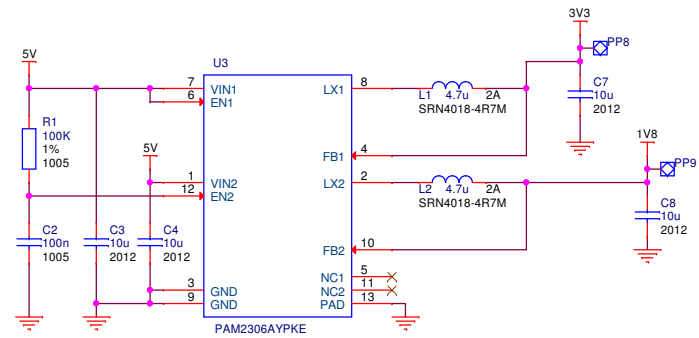 3V3
PP8
5V
U3
7
VIN1
LX1
8
6
EN1
L1
4.7u
2A
SRN4018-4R7M
C7
10u
2012
R1
100K
1%
1005
5V
FB1
4
1V8
PP9
1
VIN2
LX2
2
12
EN2
L2
4.7u
2A
SRN4018-4R7M
C8
10u
2012
C2
100n
1005
C3
10u
2012
C4
10u
2012
FB2
10
NC1
5
3
GND
NC2
11
9
GND
PAD
13
PAM2306AYPKE